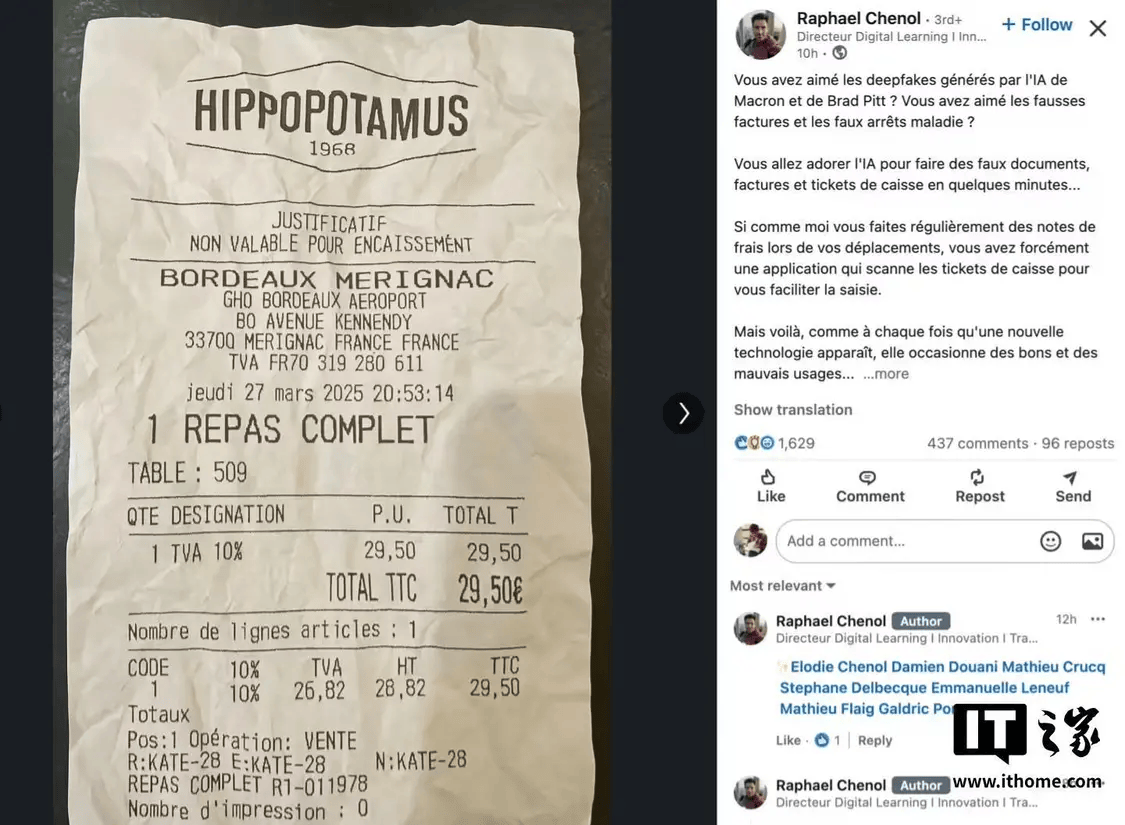 HIPPOPOTAMUS
1968
JUSTIFICATIF
NON VALABLE POUR ENCAISSEMENT
BORDEAUX MERIGNAC
GHO BORDEAUX AEROPORT
BO AVENUE KENNENDY
33700 MERIGNAC FRANCE FRANCE
TVA FR70 319 280 611
jeudi 27 mars 2025 20:53:14
1 REPAS COMPLET
TABLE : 509
QTE DESIGNATION P.U. TOTAL T
1 TVA 10% 29,50 29,50
TOTAL TTC 29,50€
Nombre de lignes articles : 1
CODE 10% TVA HT TTC
1 10% 26,82 28,82 29,50
Totaux
Pos:1 Opération: VENTE
R:KATE-28 E:KATE-28 N:KATE-28
REPAS COMPLET R1-011978
Nombre d'impression : 0
Raphael Chenol · 3rd+
+ Follow
Directeur Digital Learning I Inn...
10h ·
Vous avez aimé les deepfakes générés par l'IA de
Macron et de Brad Pitt ? Vous avez aimé les fausses
factures et les faux arrêts maladie ?
Vous allez adorer l'IA pour faire des faux documents,
factures et tickets de caisse en quelques minutes...
Si comme moi vous faites régulièrement des notes de
frais lors de vos déplacements, vous avez forcément
une application qui scanne les tickets de caisse pour
vous faciliter la saisie.
Mais voilà, comme à chaque fois qu'une nouvelle
technologie apparaît, elle occasionne des bons et des
mauvais usages... ...more
Show translation
1,629 437 comments · 96 reposts
Like Comment Repost Send
Add a comment...
Most relevant
Raphael Chenol Author 12h
Directeur Digital Learning I Innovation I Tra...
Elodie Chenol Damien Douani Mathieu Crucq
Stephane Delbecque Emmanuelle Leneuf
Mathieu Flaig Galdric
Like · 1 Reply
IT之家
www.ithome.com
Raphael Chenol Author
Directeur Digital Learning I Innovation I Tra...